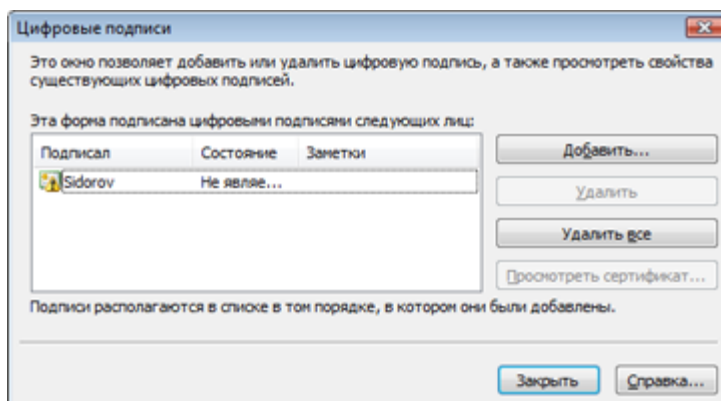 Цифровые подписи
Это окно позволяет добавить или удалить цифровую подпись, а также просмотреть свойства
существующих цифровых подписей.
Эта форма подписана цифровыми подписями следующих лиц:
Подписал Состояние Заметки
Sidorov Не являе...
Добавить...
Удалить
Удалить все
Просмотреть сертификат...
Подписи располагаются в списке в том порядке, в котором они были добавлены.
Закрыть Справка...